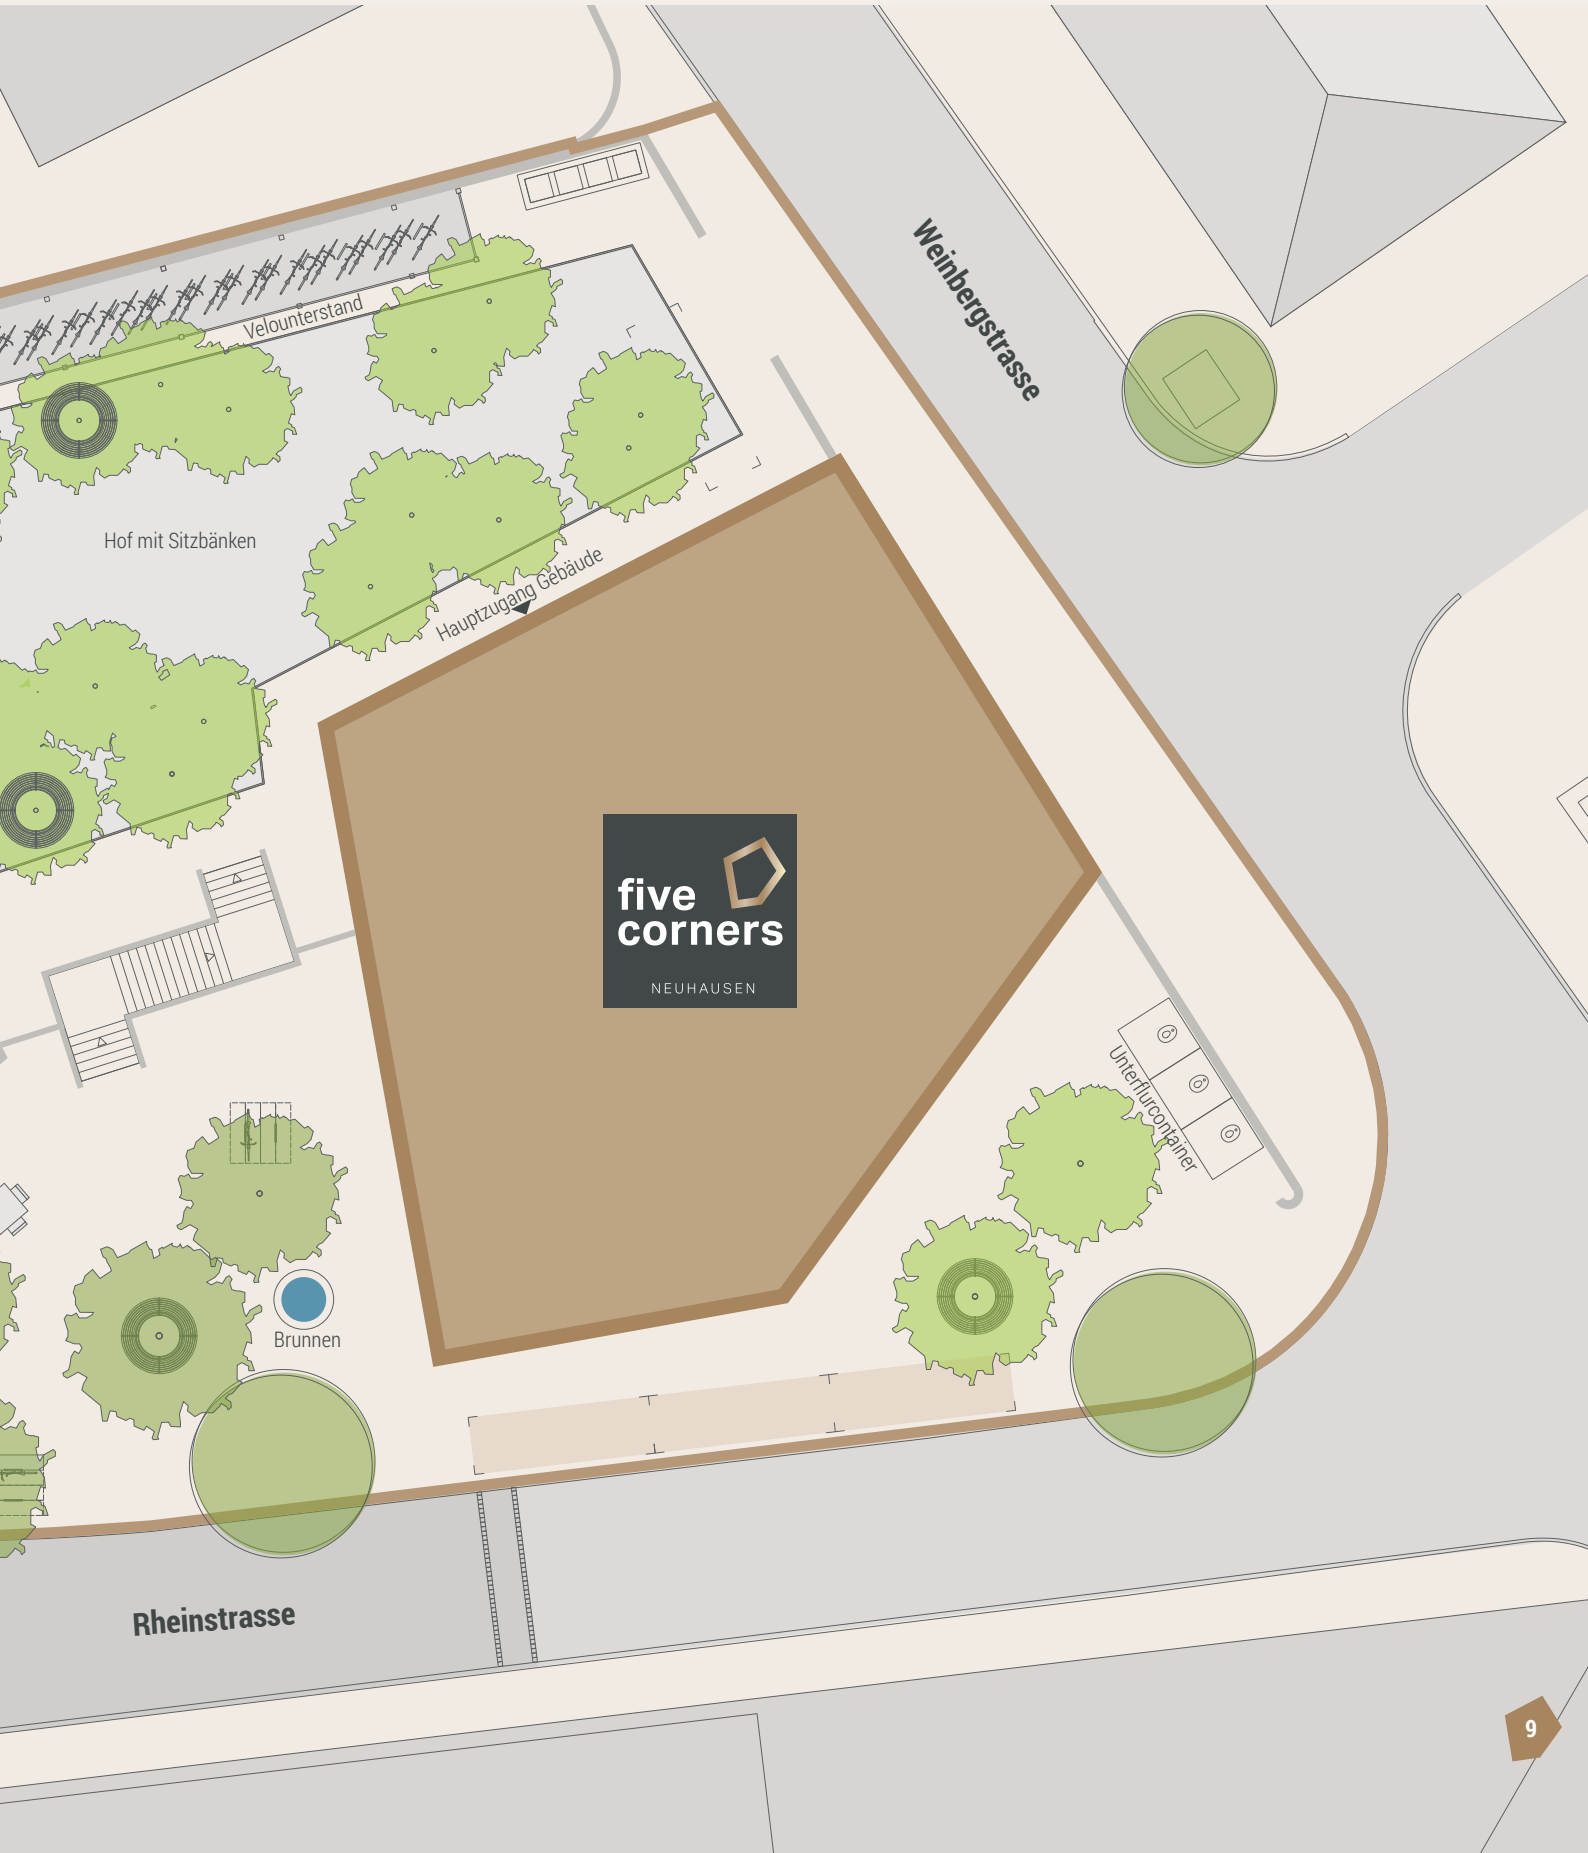 Weinbergstrasse
Velounterstand
Hof mit Sitzbänken
Hauptzugang Gebäude
five
corners
NEUHAUSEN
Unterflurcontainer
Brunnen
Rheinstrasse
9